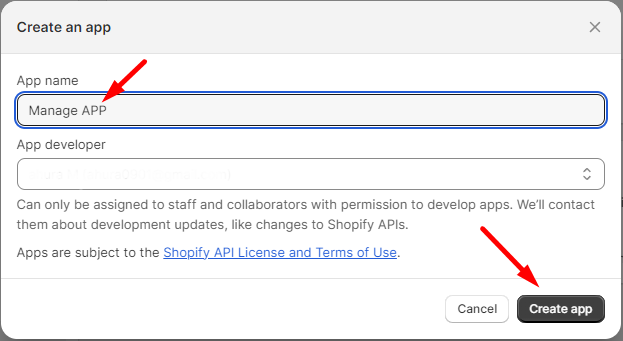 Create an app
App name
Manage APP
App developer
Can only be assigned to staff and collaborators with permission to develop apps. We'll contact
them about development updates, like changes to Shopify APIs.
Apps are subject to the Shopify API License and Terms of Use.
Cancel
Create app